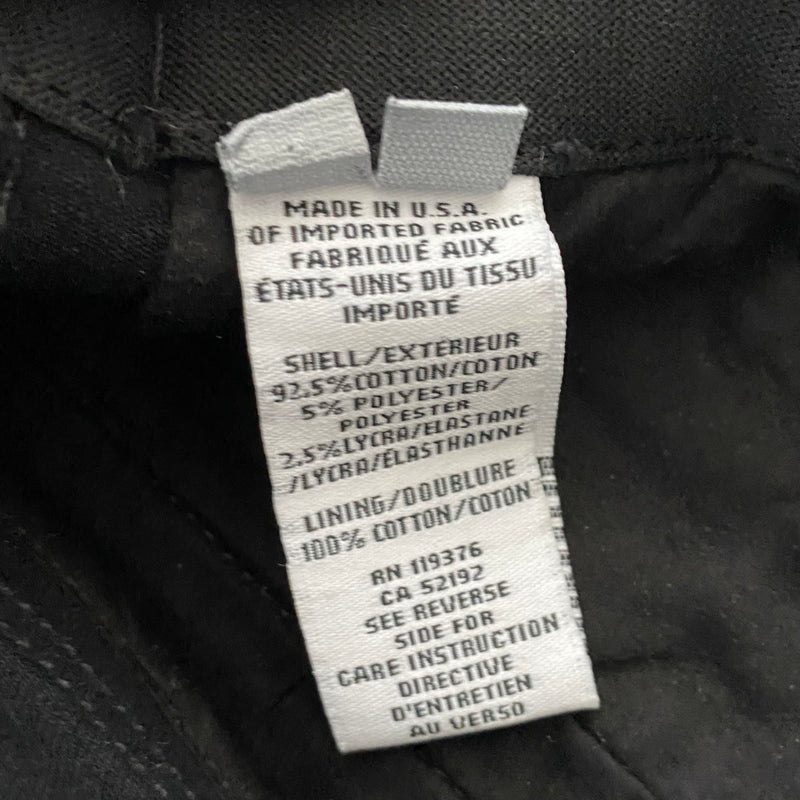 MADE IN U.S.A.
OF IMPORTED FABRIC
FABRIQUÉ AUX
ÉTATS-UNIS DU TISSU
IMPORTÉ
SHELL/EXTÉRIEUR
92.5%COTTON/COTON
5% POLYESTER/
POLYESTER
2.5%LYCRA/ELASTANE
/LYCRA/ÉLASTHANNE
LINING/DOUBLURE
100% COTTON/COTON
RN 119376
CA 52192
SEE REVERSE
SIDE FOR
CARE INSTRUCTION
DIRECTIVE
D'ENTRETIEN
AU VERSO